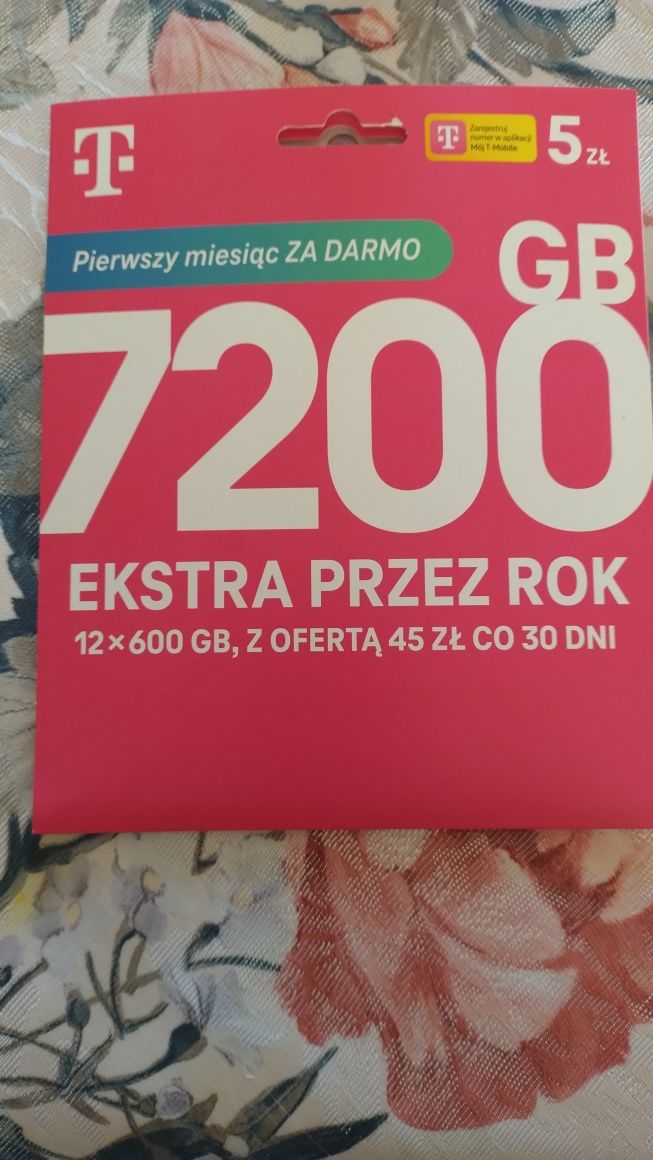 T
Zarejestruj
numer w aplikacji
Mój T-Mobile
5 ZŁ
Pierwszy miesiąc ZA DARMO
GB
7200
EKSTRA PRZEZ ROK
12×600 GB, Z OFERTĄ 45 ZŁ CO 30 DNI